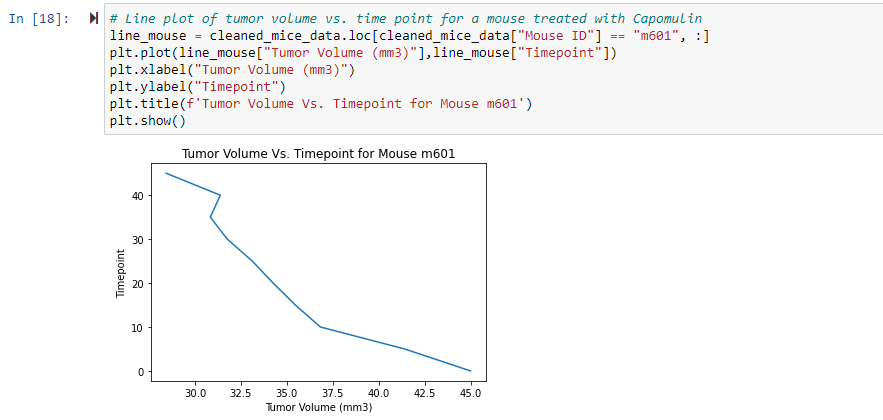 In [18]:
# Line plot of tumor volume vs. time point for a mouse treated with Capomulin
line_mouse = cleaned_mice_data.loc[cleaned_mice_data["Mouse ID"] == "m601", :]
plt.plot(line_mouse["Tumor Volume (mm3)"],line_mouse["Timepoint"])
plt.xlabel("Tumor Volume (mm3)")
plt.ylabel("Timepoint")
plt.title(f'Tumor Volume Vs. Timepoint for Mouse m601')
plt.show()
Tumor Volume Vs. Timepoint for Mouse m601
40
30
20
10
0
Timepoint
30.0 32.5 35.0 37.5 40.0 42.5 45.0
Tumor Volume (mm3)